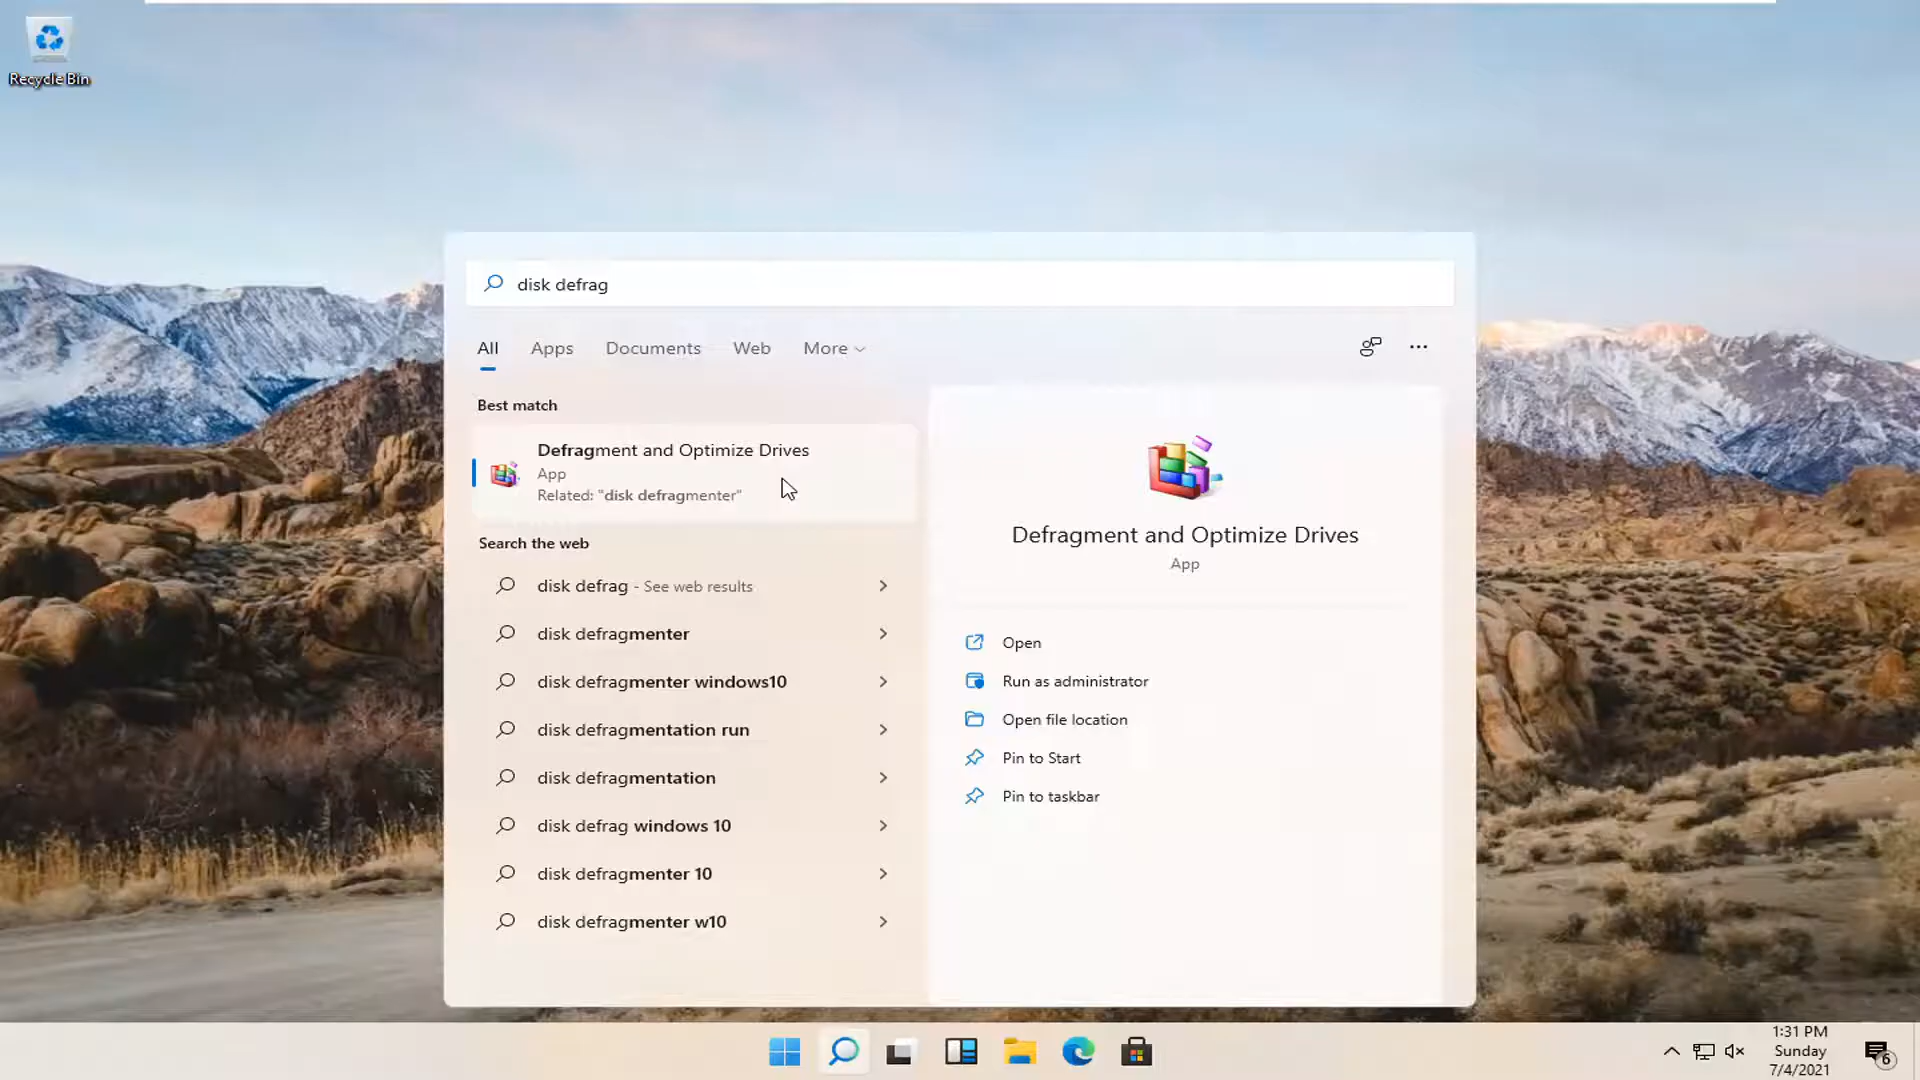 Recycle Bin
disk defrag
All Apps Documents Web More
Best match
Defragment and Optimize Drives
App
Related: "disk defragmenter"
Search the web
disk defrag - See web results
disk defragmenter
disk defragmenter windows10
disk defragmentation run
disk defragmentation
disk defrag windows 10
disk defragmenter 10
disk defragmenter w10
Defragment and Optimize Drives
App
Open
Run as administrator
Open file location
Pin to Start
Pin to taskbar
1:31 PM
Sunday
7/4/2021
6